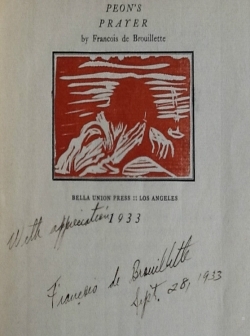 PEON'S
PRAYER
by Francois de Brouillette
BELLA UNION PRESS :: LOS ANGELES
1933
With appreciation
François de Brouillette
Sept. 28, 1933